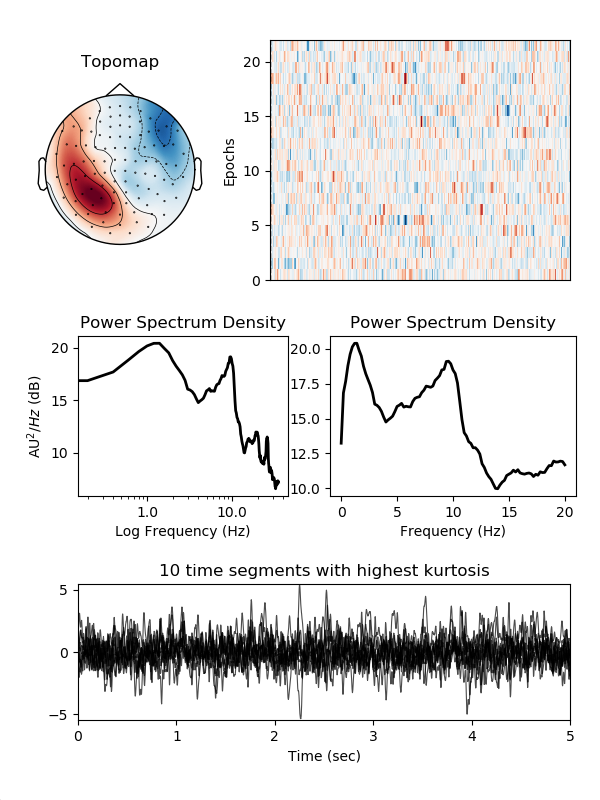 Topomap
Epochs
20
15
10
5
0
Power Spectrum Density
AU²/Hz (dB)
20
15
10
1.0 10.0
Log Frequency (Hz)
Power Spectrum Density
20.0
17.5
15.0
12.5
10.0
0 5 10 15 20
Frequency (Hz)
10 time segments with highest kurtosis
5
0
−5
0 1 2 3 4 5
Time (sec)